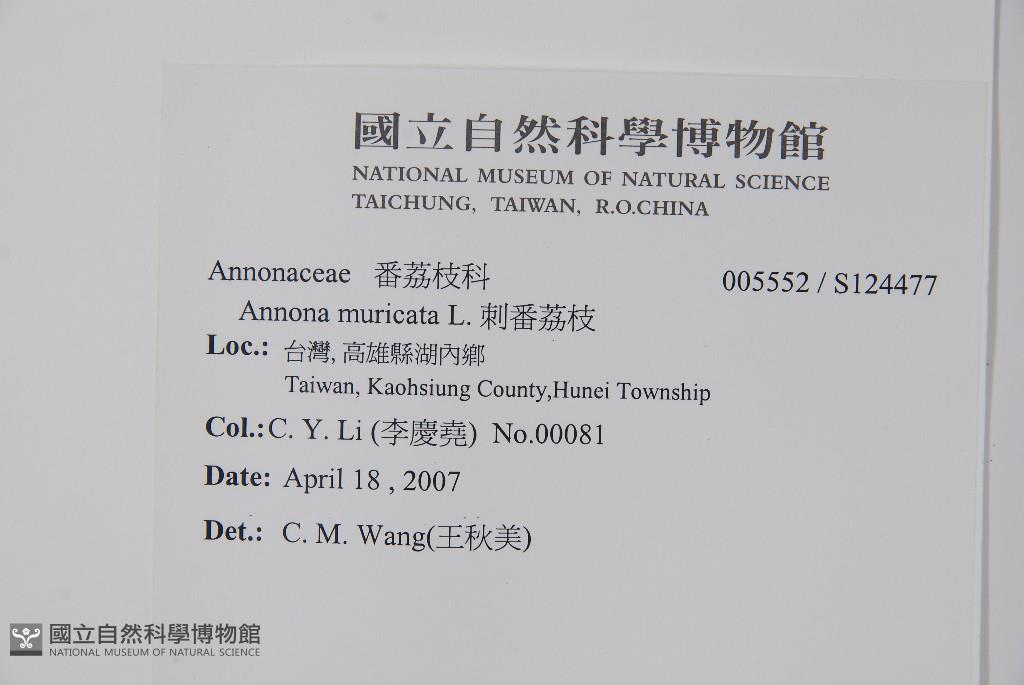 國立自然科學博物館
NATIONAL MUSEUM OF NATURAL SCIENCE
TAICHUNG, TAIWAN, R.O.CHINA
Annonaceae 番荔枝科 005552 / S124477
Annona muricata L. 刺番荔枝
Loc.: 台灣, 高雄縣湖內鄉
Taiwan, Kaohsiung County,Hunei Township
Col.: C. Y. Li (李慶堯) No.00081
Date: April 18 , 2007
Det.: C. M. Wang(王秋美)
國立自然科學博物館
NATIONAL MUSEUM OF NATURAL SCIENCE